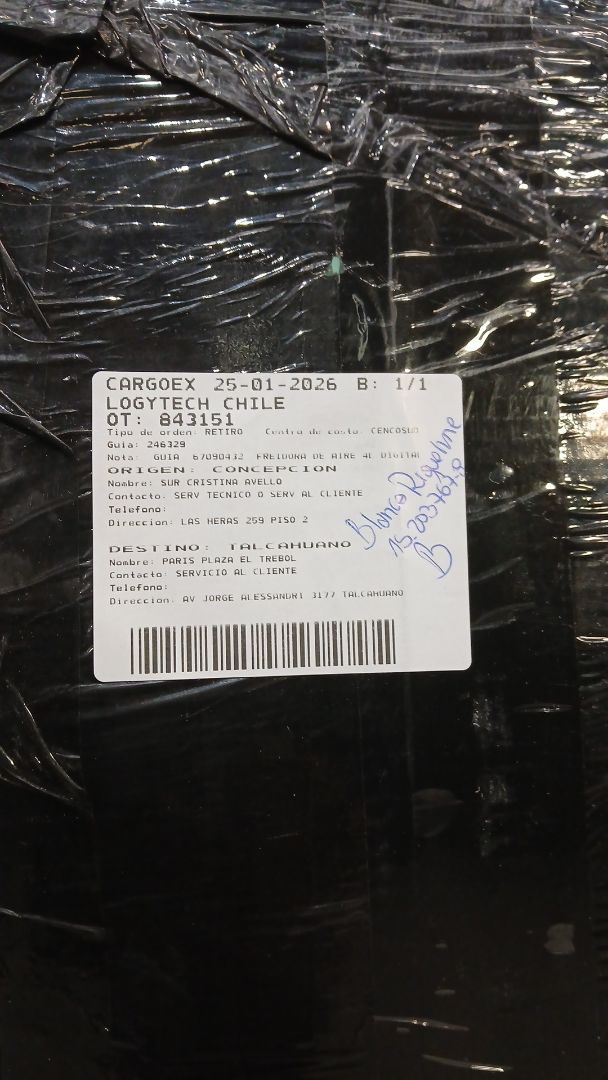 CARGOEX 25-01-2026 B: 1/1
LOGYTECH CHILE
OT: 843151
Tipo de orden: RETIRO Centro de costo: CENCOSUD
Guia: 246329
Nota: GUIA 67090432 FREIDORA DE AIRE AL DIGITAL
ORIGEN: CONCEPCION
Nombre: SUR CRISTINA AVELLO
Contacto: SERV TECNICO O SERV AL CLIENTE
Telefono:
Direccion: LAS HERAS 259 PISO 2
DESTINO: TALCAHUANO
Nombre: PARIS PLAZA EL TREBOL
Contacto: SERVICIO AL CLIENTE
Telefono:
Direccion: AV JORGE ALESSANDRI 3177 TALCAHUANO
Blanca Riquelme